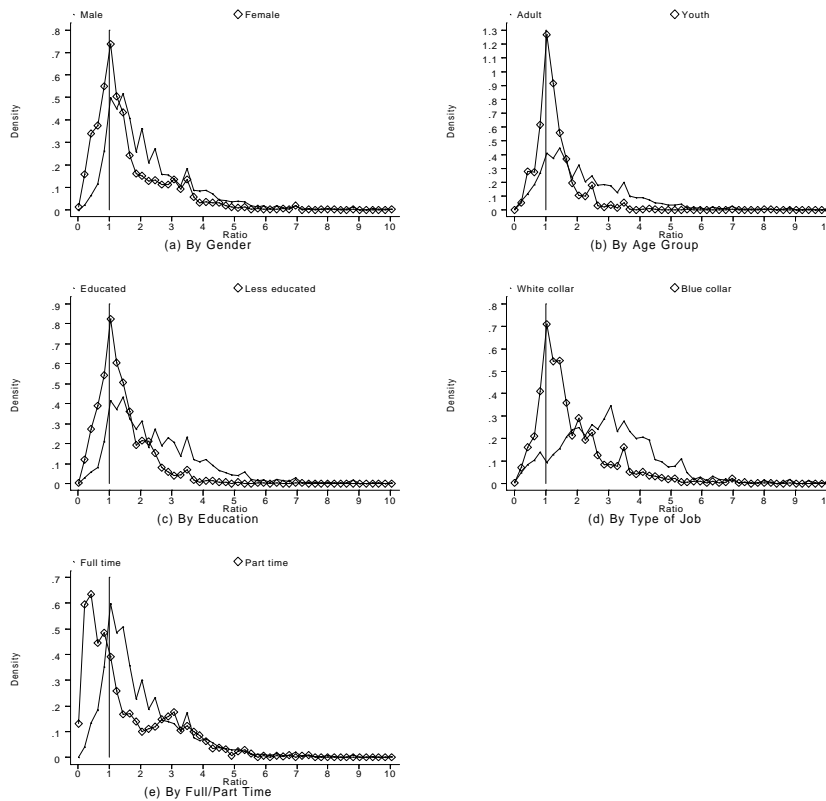 · Male ◇ Female
Density
.8
.7
.6
.5
.4
.3
.2
.1
0
0 1 2 3 4 5 6 7 8 9 10
Ratio
(a) By Gender
· Adult ◇ Youth
Density
1.3
1.2
1.1
1
.9
.8
.7
.6
.5
.4
.3
.2
.1
0
0 1 2 3 4 5 6 7 8 9 1
Ratio
(b) By Age Group
· Educated ◇ Less educated
Density
.9
.8
.7
.6
.5
.4
.3
.2
.1
0
0 1 2 3 4 5 6 7 8 9 10
Ratio
(c) By Education
· White collar ◇ Blue collar
Density
.8
.7
.6
.5
.4
.3
.2
.1
0
0 1 2 3 4 5 6 7 8 9 1
Ratio
(d) By Type of Job
· Full time ◇ Part time
Density
.7
.6
.5
.4
.3
.2
.1
0
0 1 2 3 4 5 6 7 8 9 10
Ratio
(e) By Full/Part Time